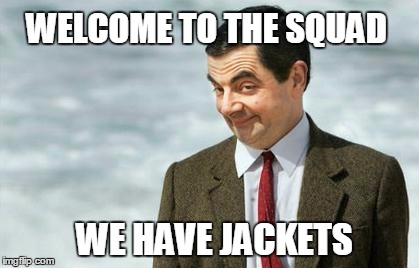 WELCOME TO THE SQUAD
WE HAVE JACKETS
imgflip.com